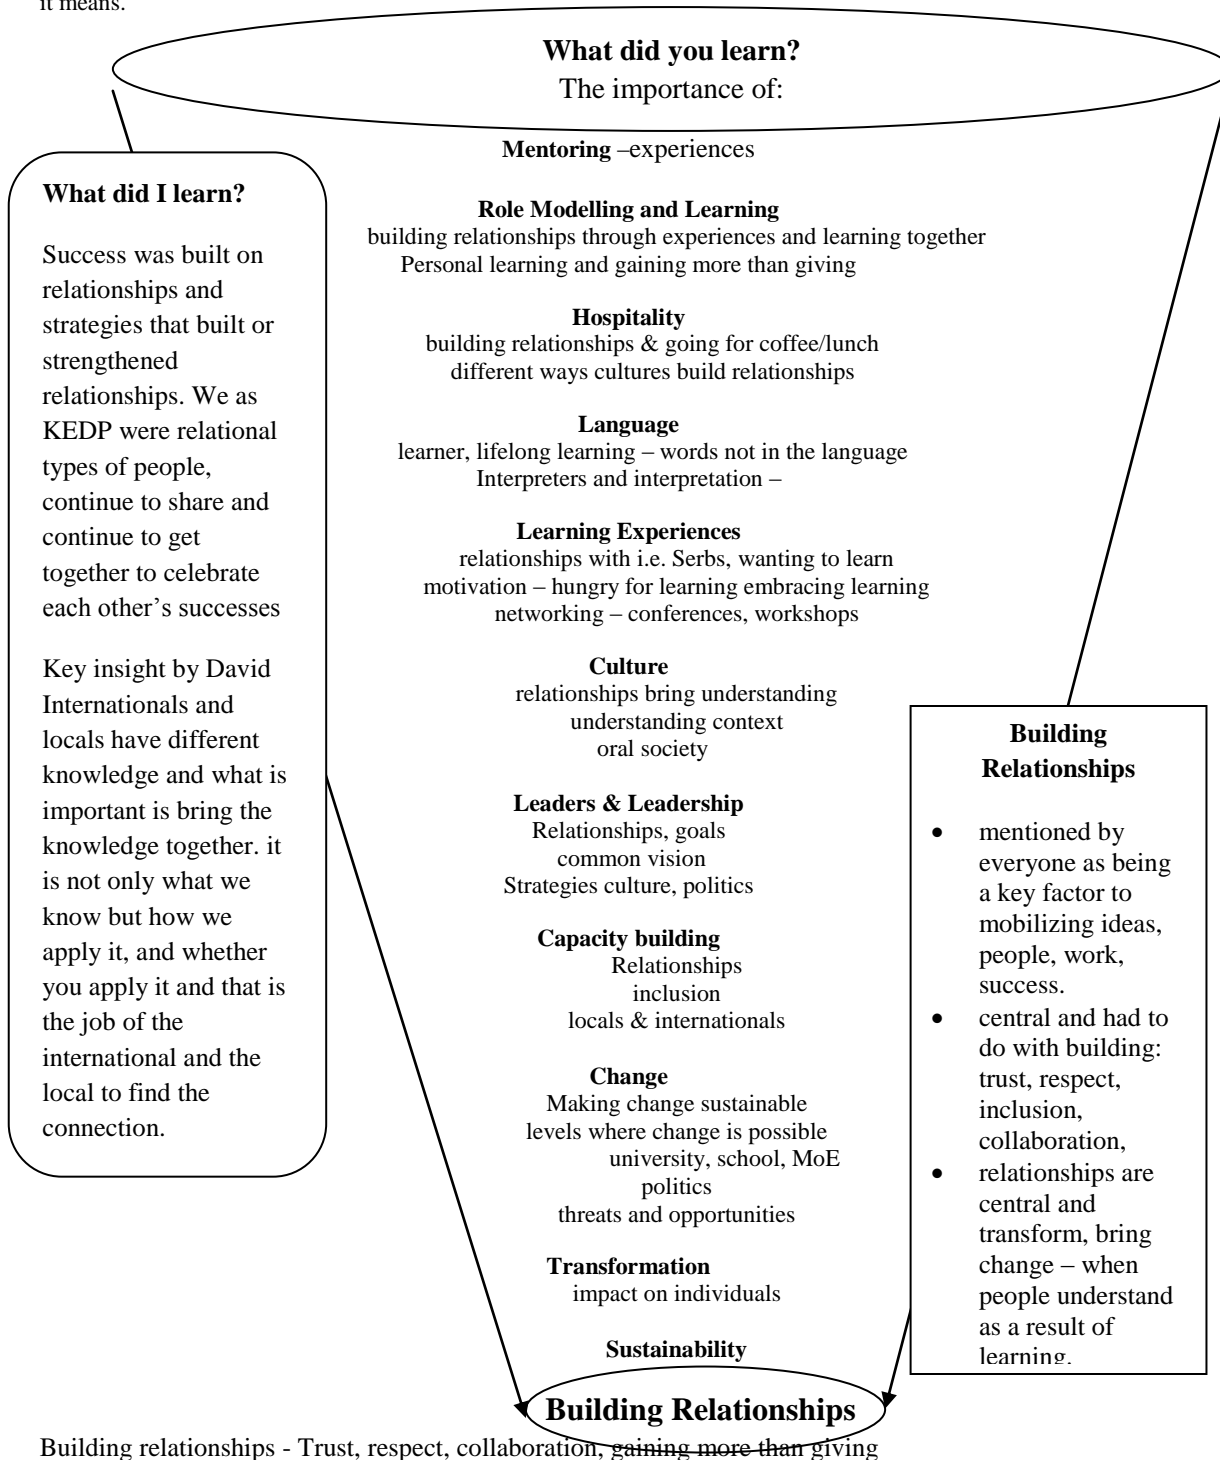 it means.
What did you learn?
The importance of:
Mentoring –experiences
Role Modelling and Learning
building relationships through experiences and learning together
Personal learning and gaining more than giving
Hospitality
building relationships & going for coffee/lunch
different ways cultures build relationships
Language
learner, lifelong learning – words not in the language
Interpreters and interpretation –
Learning Experiences
relationships with i.e. Serbs, wanting to learn
motivation – hungry for learning embracing learning
networking – conferences, workshops
Culture
relationships bring understanding
understanding context
oral society
Leaders & Leadership
Relationships, goals
common vision
Strategies culture, politics
Capacity building
Relationships
inclusion
locals & internationals
Change
Making change sustainable
levels where change is possible
university, school, MoE
politics
threats and opportunities
Transformation
impact on individuals
Sustainability
What did I learn?
Success was built on
relationships and
strategies that built or
strengthened
relationships. We as
KEDP were relational
types of people,
continue to share and
continue to get
together to celebrate
each other’s successes
Key insight by David
Internationals and
locals have different
knowledge and what is
important is bring the
knowledge together. it
is not only what we
know but how we
apply it, and whether
you apply it and that is
the job of the
international and the
local to find the
connection.
Building
Relationships
• mentioned by
everyone as being
a key factor to
mobilizing ideas,
people, work,
success.
• central and had to
do with building:
trust, respect,
inclusion,
collaboration,
• relationships are
central and
transform, bring
change – when
people understand
as a result of
learning.
Building Relationships
Building relationships - Trust, respect, collaboration, gaining more than giving